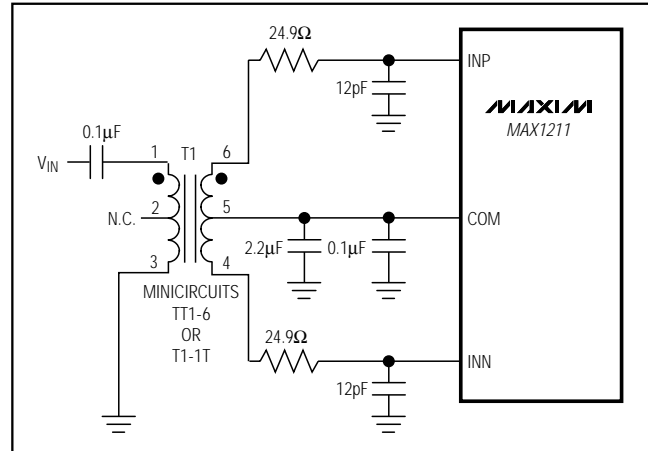 24.9Ω
INP
12pF
MAXIM
MAX1211
0.1μF
1
T1
6
VIN
N.C.
2
5
COM
2.2μF
0.1μF
3
4
MINICIRCUITS
TT1-6
OR
T1-1T
24.9Ω
INN
12pF